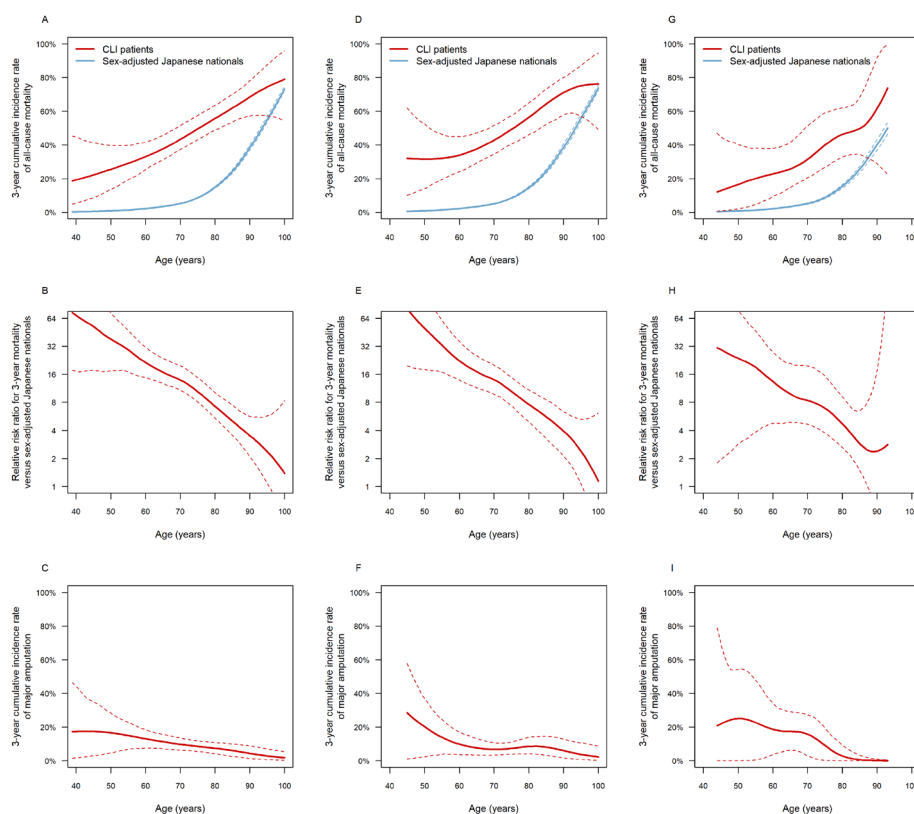 A
3-year cumulative incidence rate
of all-cause mortality
100%
80%
60%
40%
20%
0%
CLI patients
Sex-adjusted Japanese nationals
40 50 60 70 80 90 100
Age (years)
D
3-year cumulative incidence rate
of all-cause mortality
100%
80%
60%
40%
20%
0%
CLI patients
Sex-adjusted Japanese nationals
40 50 60 70 80 90 100
Age (years)
G
3-year cumulative incidence rate
of all-cause mortality
100%
80%
60%
40%
20%
0%
CLI patients
Sex-adjusted Japanese nationals
40 50 60 70 80 90 100
Age (years)
B
Relative risk ratio for 3-year mortality
versus sex-adjusted Japanese nationals
64
32
16
8
4
2
1
40 50 60 70 80 90 100
Age (years)
E
Relative risk ratio for 3-year mortality
versus sex-adjusted Japanese nationals
64
32
16
8
4
2
1
40 50 60 70 80 90 100
Age (years)
H
Relative risk ratio for 3-year mortality
versus sex-adjusted Japanese nationals
64
32
16
8
4
2
1
40 50 60 70 80 90 100
Age (years)
C
3-year cumulative incidence rate
of major amputation
100%
80%
60%
40%
20%
0%
40 50 60 70 80 90 100
Age (years)
F
3-year cumulative incidence rate
of major amputation
100%
80%
60%
40%
20%
0%
40 50 60 70 80 90 100
Age (years)
I
3-year cumulative incidence rate
of major amputation
100%
80%
60%
40%
20%
0%
40 50 60 70 80 90
Age (years)